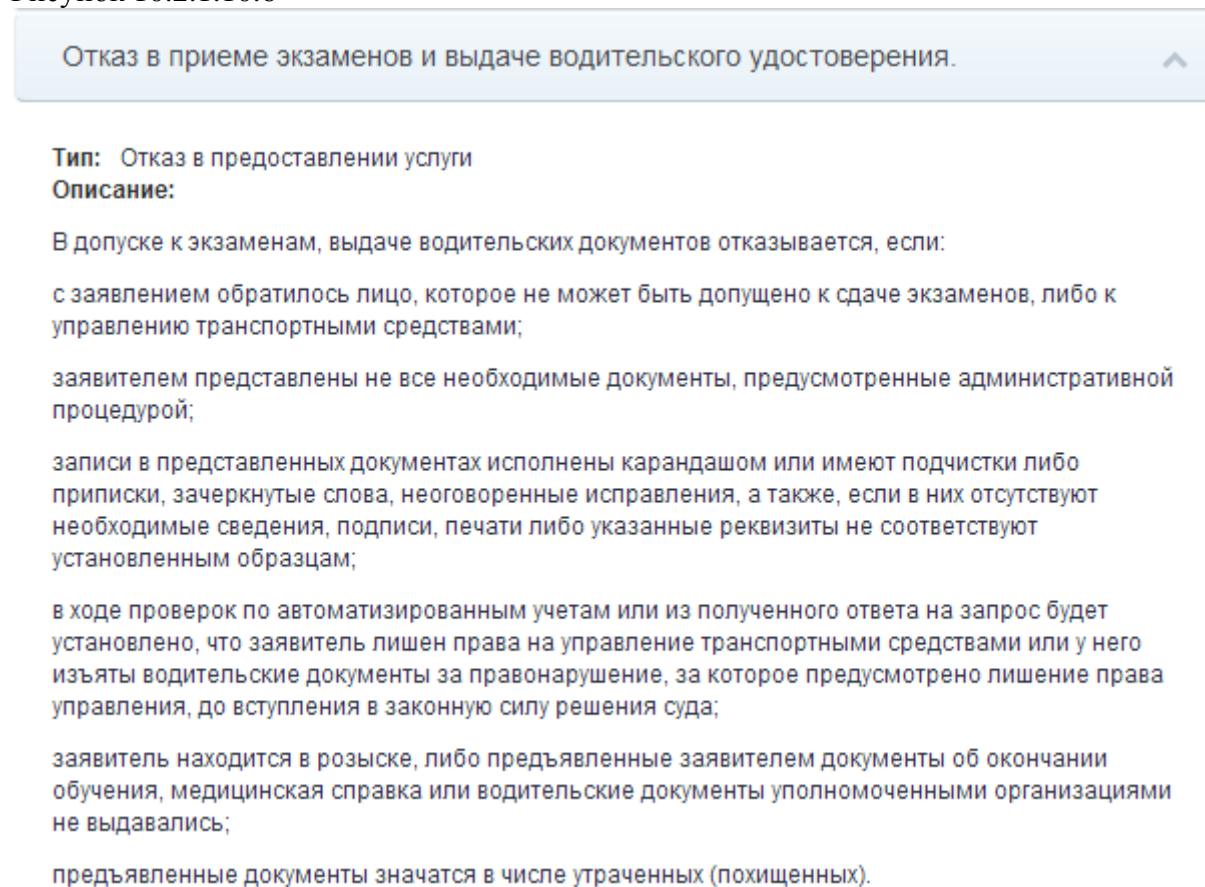 Рисунок 16.2.1.10.6
Отказ в приеме экзаменов и выдаче водительского удостоверения.
Тип: Отказ в предоставлении услуги
Описание:
В допуске к экзаменам, выдаче водительских документов отказывается, если:
с заявлением обратилось лицо, которое не может быть допущено к сдаче экзаменов, либо к
управлению транспортными средствами;
заявителем представлены не все необходимые документы, предусмотренные административной
процедурой;
записи в представленных документах исполнены карандашом или имеют подчистки либо
приписки, зачеркнутые слова, неоговоренные исправления, а также, если в них отсутствуют
необходимые сведения, подписи, печати либо указанные реквизиты не соответствуют
установленным образцам;
в ходе проверок по автоматизированным учетам или из полученного ответа на запрос будет
установлено, что заявитель лишен права на управление транспортными средствами или у него
изъяты водительские документы за правонарушение, за которое предусмотрено лишение права
управления, до вступления в законную силу решения суда;
заявитель находится в розыске, либо предъявленные заявителем документы об окончании
обучения, медицинская справка или водительские документы уполномоченными организациями
не выдавались;
предъявленные документы значатся в числе утраченных (похищенных).